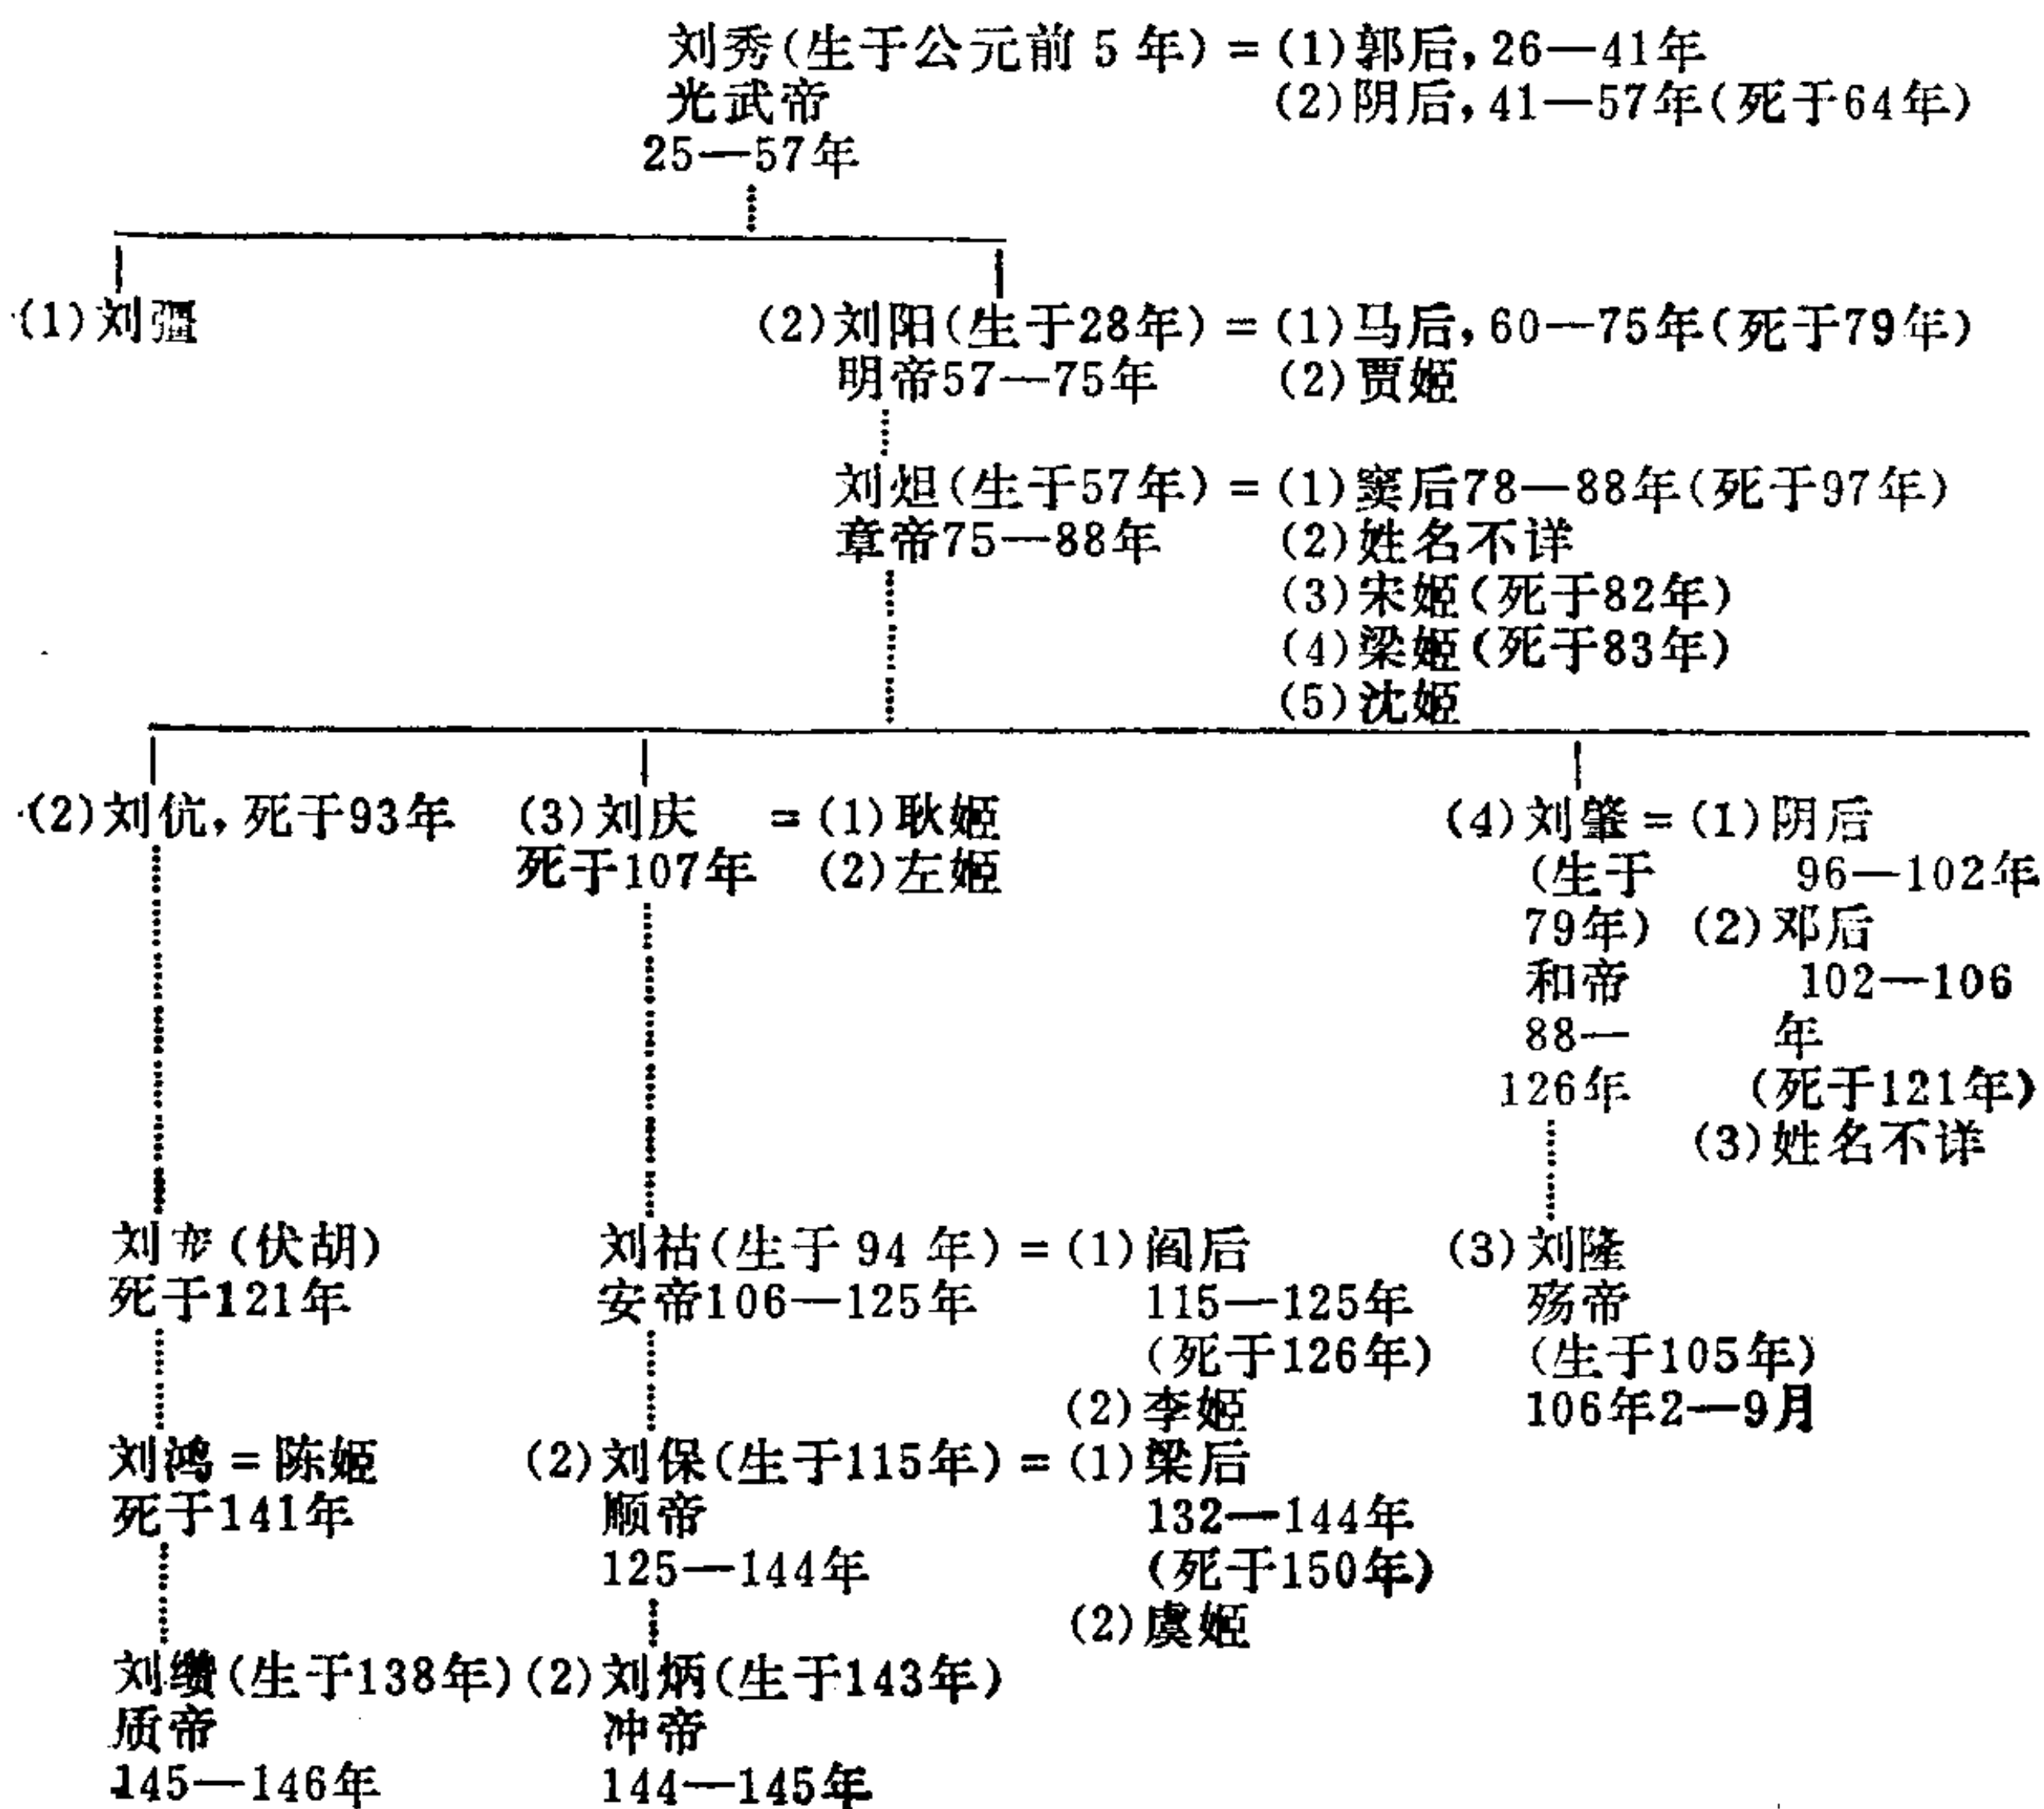 刘秀(生于公元前 5 年) = (1)郭后,26—41年
光武帝 (2)阴后,41—57年(死于64年)
25—57年
(1)刘彊 (2)刘阳(生于28年) = (1)马后,60—75年(死于79年)
明帝57—75年 (2)贾姬
刘炟(生于57年) = (1)窦后78—88年(死于97年)
章帝75—88年 (2)姓名不详
(3)宋姬(死于82年)
(4)梁姬(死于83年)
(5)沈姬
(2)刘伉,死于93年 (3)刘庆 = (1)耿姬 (4)刘肇 = (1)阴后
死于107年 (2)左姬 (生于 96—102年
79年) (2)邓后
和帝 102—106
88— 年
126年 (死于121年)
(3)姓名不详
刘(伏胡) 刘祜(生于 94 年) = (1)阎后 (3)刘隆
死于121年 安帝106—125年 115—125年 殇帝
(死于126年) (生于105年)
(2)李姬 106年2—9月
刘鸿 = 陈姬 (2)刘保(生于115年) = (1)梁后
死于141年 顺帝 132—144年
125—144年 (死于150年)
(2)虞姬
刘缵(生于138年) (2)刘炳(生于143年)
质帝 冲帝
145—146年 144—145年